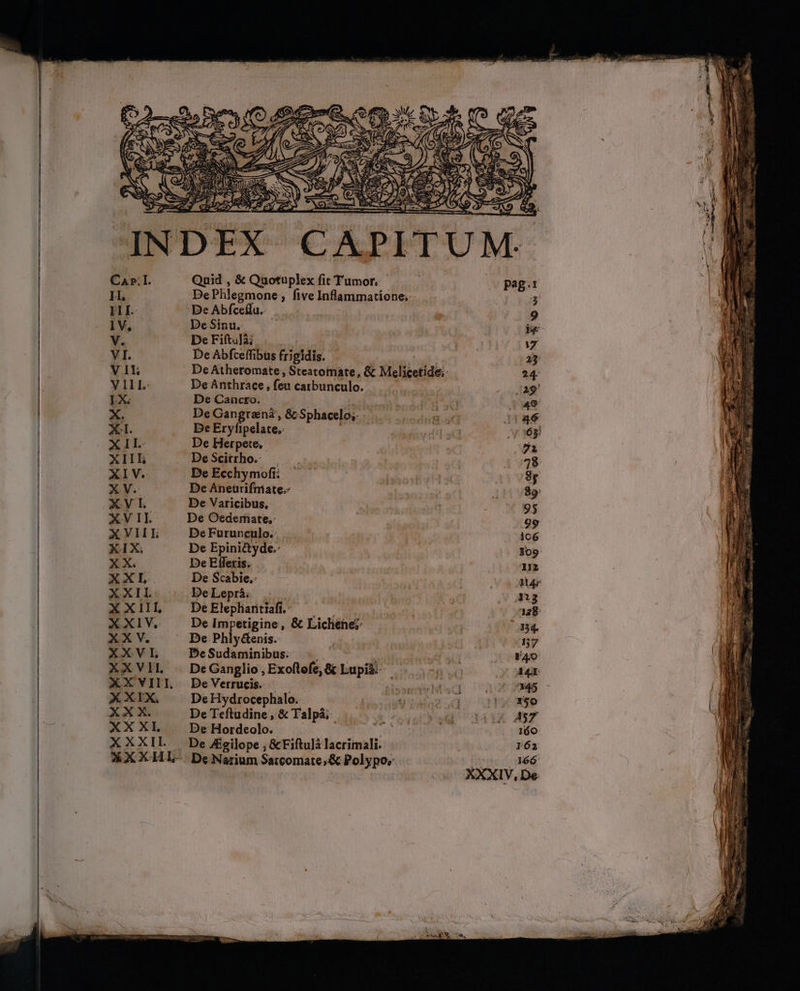 INDEX CAPITUM.
Cap. I. Quid, & Quotuplex sit Tumor. pag. 1
II. De Phlegmone, sive Inflammatione. 3
III. De Abſceſſu. 9
IV. De Sinu.
V. De Fiſtulâ. 17
VI. De Abſceſſibus frigidis. 23
VII. De Atheromate, Steatomate, & Melicetide. 24
VIII. De Anthrace, ſeu carbunculo. 29
IX. De Cancro. 40
X. De Gangrænâ, & Sphacelo. 46
XI. De Eryſipelate. 63
XII. De Herpete. 72
XIII. De Scirrho. 78
XIV. De Ecchymoſi. 85
XV. De Aneuriſmate. 89
XVI. De Varicibus. 95
XVII. De Oedemate. 99
XVIII. De Furunculo. 106
XIX. De Epinictyde. 109
XX. De Eſſeris. 112
XXI. De Scabie. 114
XXII. De Leprâ. 123
XXIII. De Elephantiaſi. 128
XXIV. De Impetigine, & Lichene. 134
XXV. De Phlyctenis. 137
XXVI. De Sudaminibus. 140
XXVII. De Ganglio, Exoſtoſe, & Lupiâ. 141
XXVIII. De Verrucis. 145
XXIX. De Hydrocephalo. 150
XXX. De Teſtudine, & Talpâ. 157
XXXI. De Hordeolo. 160
XXXII. De Ægilope, & Fiſtulâ lacrimali. 162
XXXIII. De Narium Sarcomate, & Polypo. 166
XXXIV. De